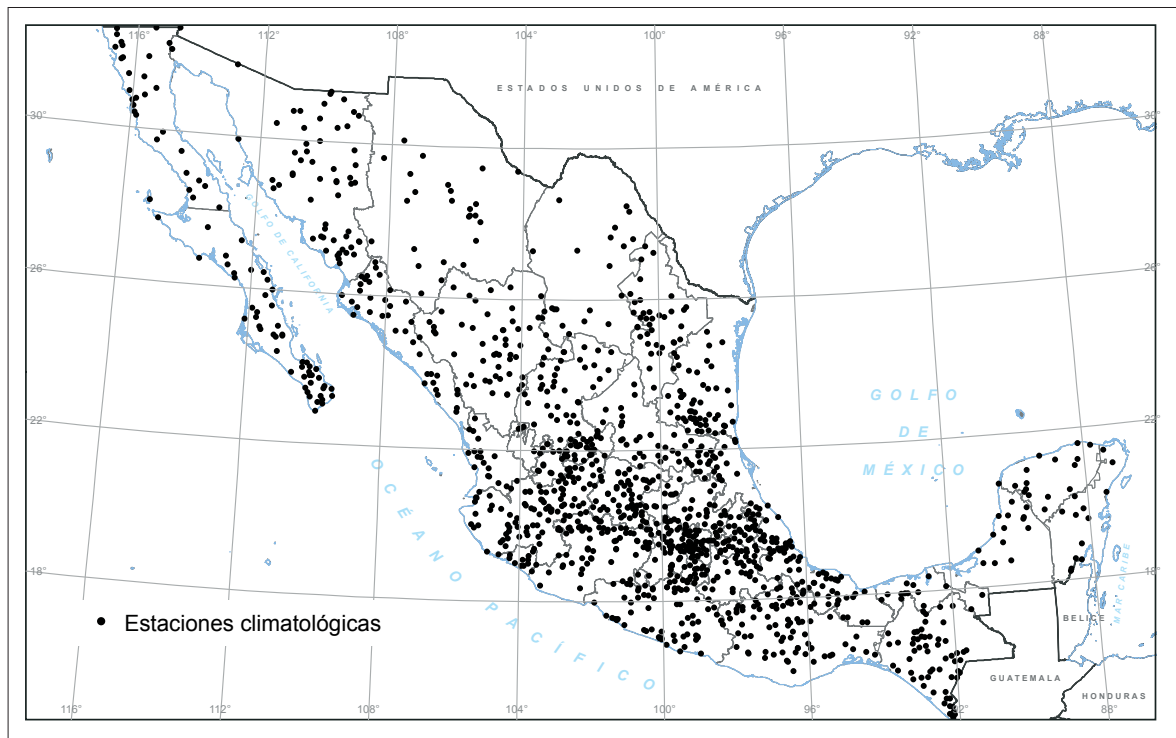 116°
112°
108°
104°
100°
96°
92°
88°
ESTADOS UNIDOS DE AMÉRICA
30°
30°
GOLFO DE CALIFORNIA
26°
26°
GOLFO
DE
MÉXICO
22°
22°
OCÉANO PACÍFICO
18°
18°
MAR CARIBE
Estaciones climatológicas
BELICE
GUATEMALA
HONDURAS
116°
112°
108°
104°
100°
96°
92°
88°